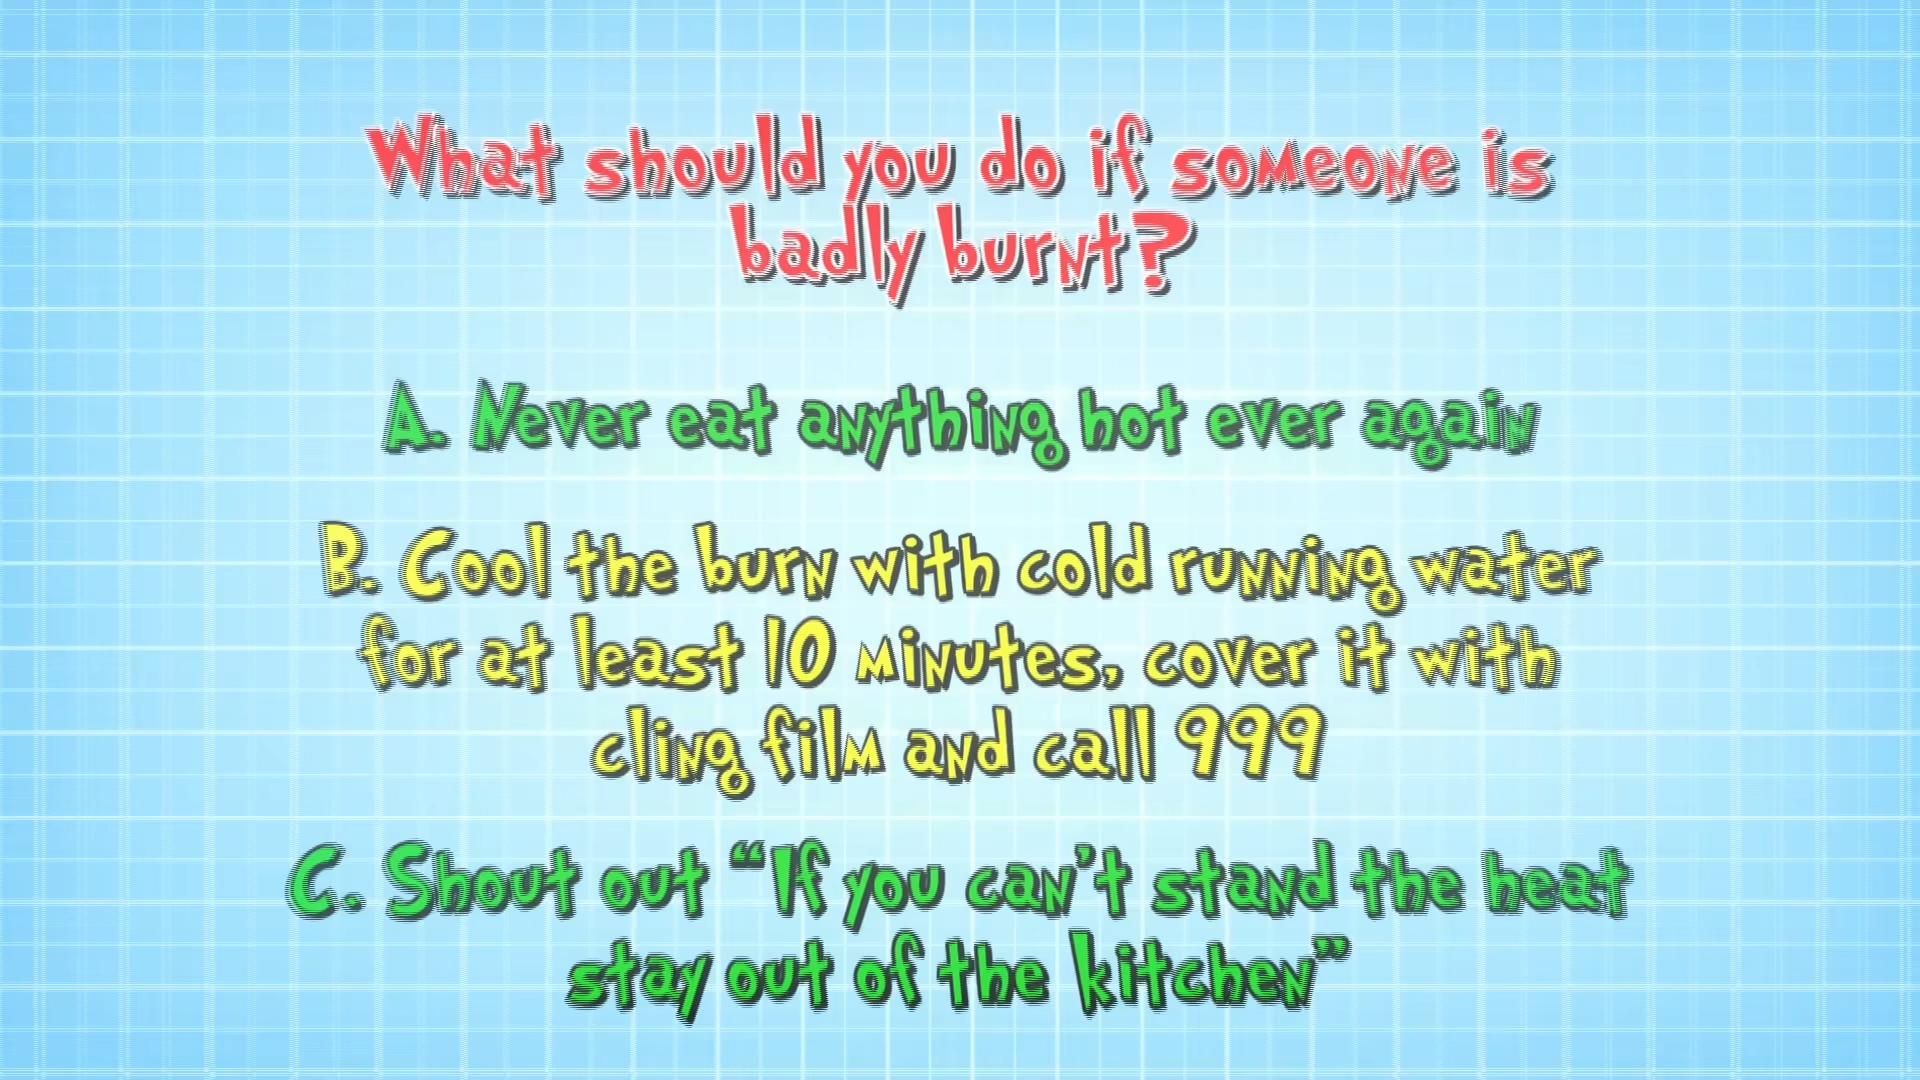 What should you do if someone is
badly burnt?
A. Never eat anything hot ever again
B. Cool the burn with cold running water
for at least 10 minutes, cover it with
cling film and call 999
C. Shout out “If you can’t stand the heat
stay out of the kitchen”